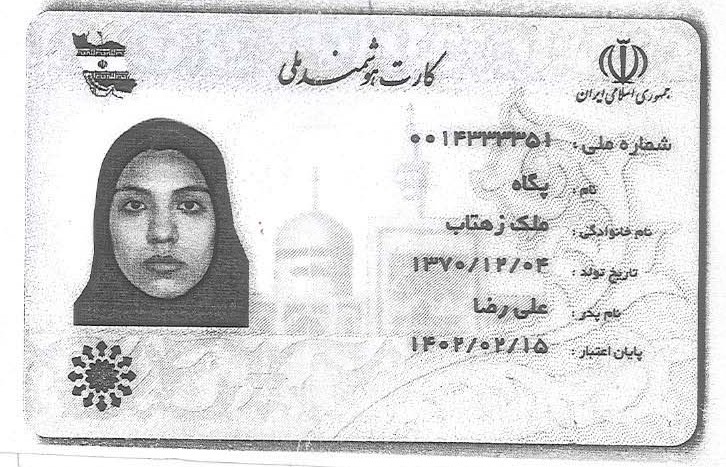 کارت هوشمند ملی
جمهوری اسلامی ایران
شماره ملی: ۰۰۱۴۳۳۳۳۵۱
نام: پگاه
نام خانوادگی: ملک زهتاب
تاریخ تولد: ۱۳۷۰/۱۲/۰۴
نام پدر: علی رضا
پایان اعتبار: ۱۴۰۲/۰۲/۱۵